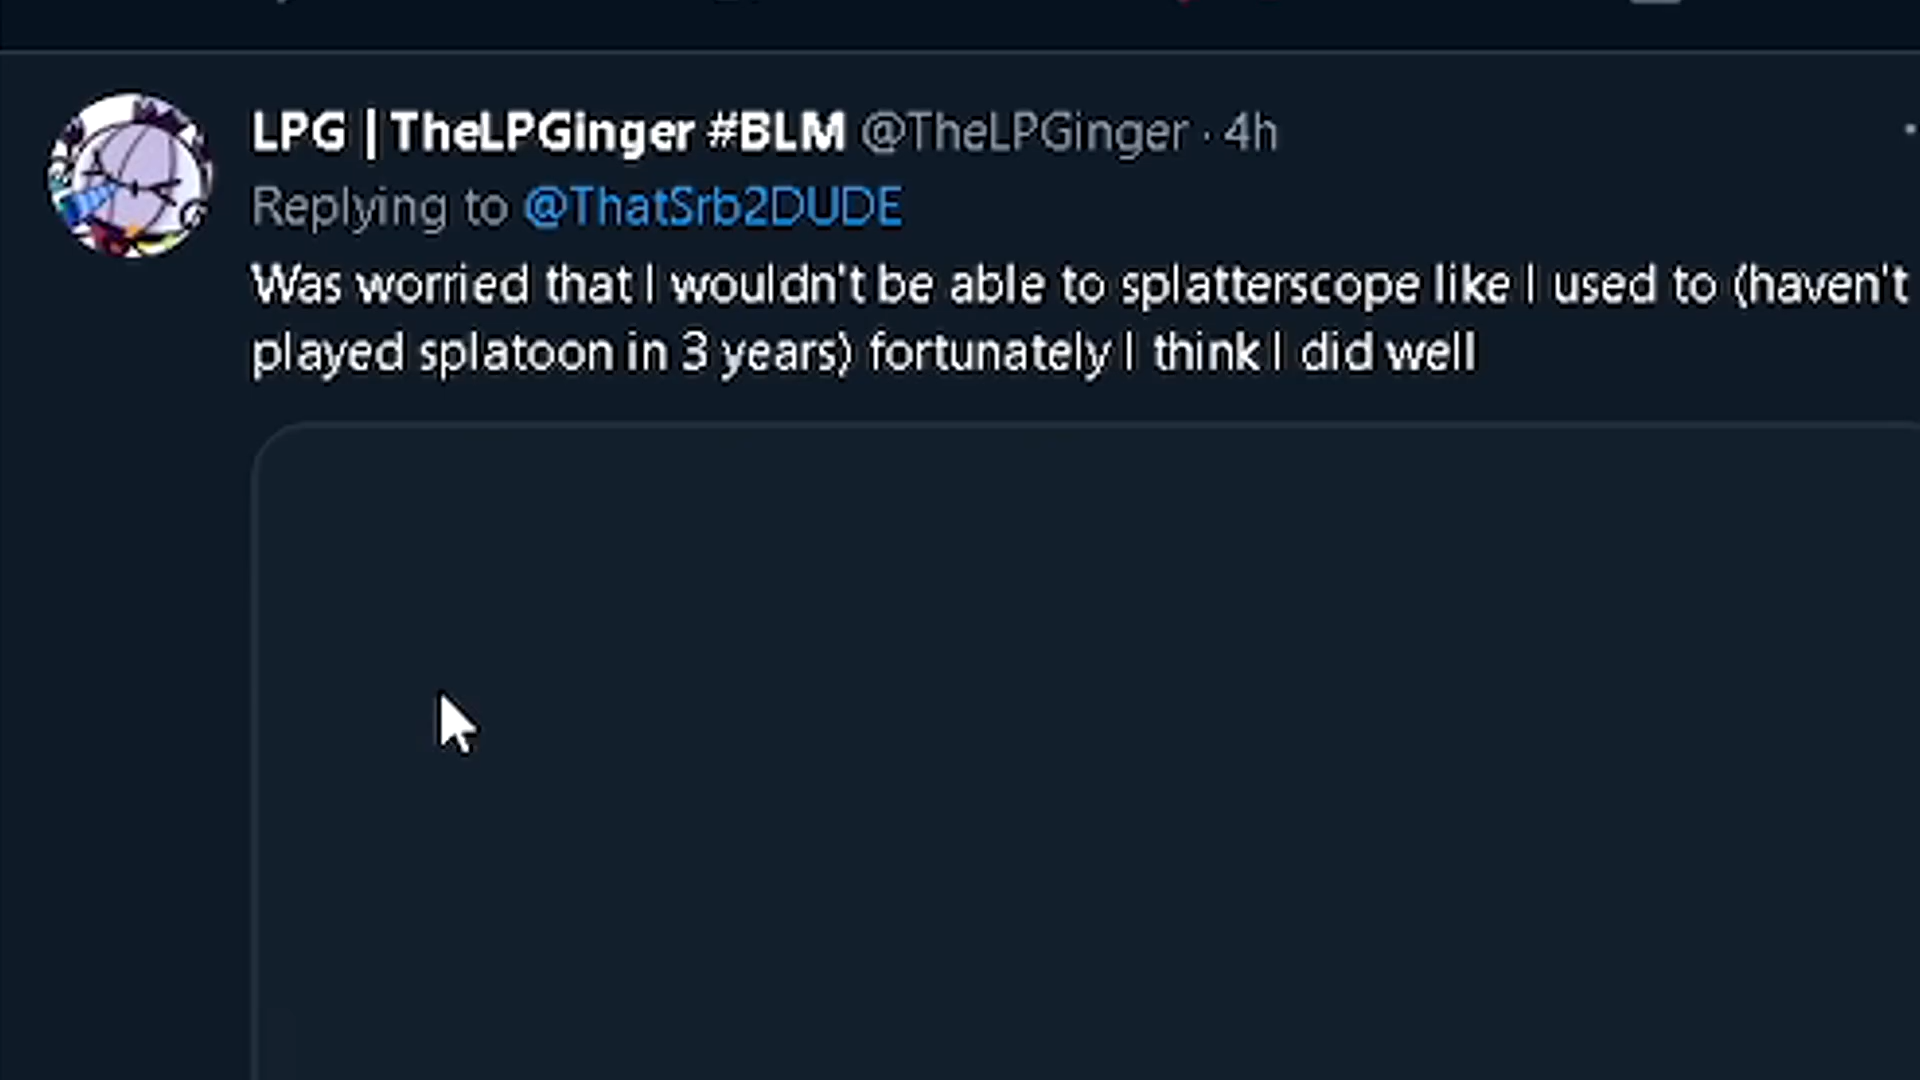 LPG | TheLPGinger #BLM @TheLPGinger · 4h
Replying to @ThatSrb2DUDE
Was worried that I wouldn't be able to splatterscope like I used to (haven't
played splatoon in 3 years) fortunately I think I did well